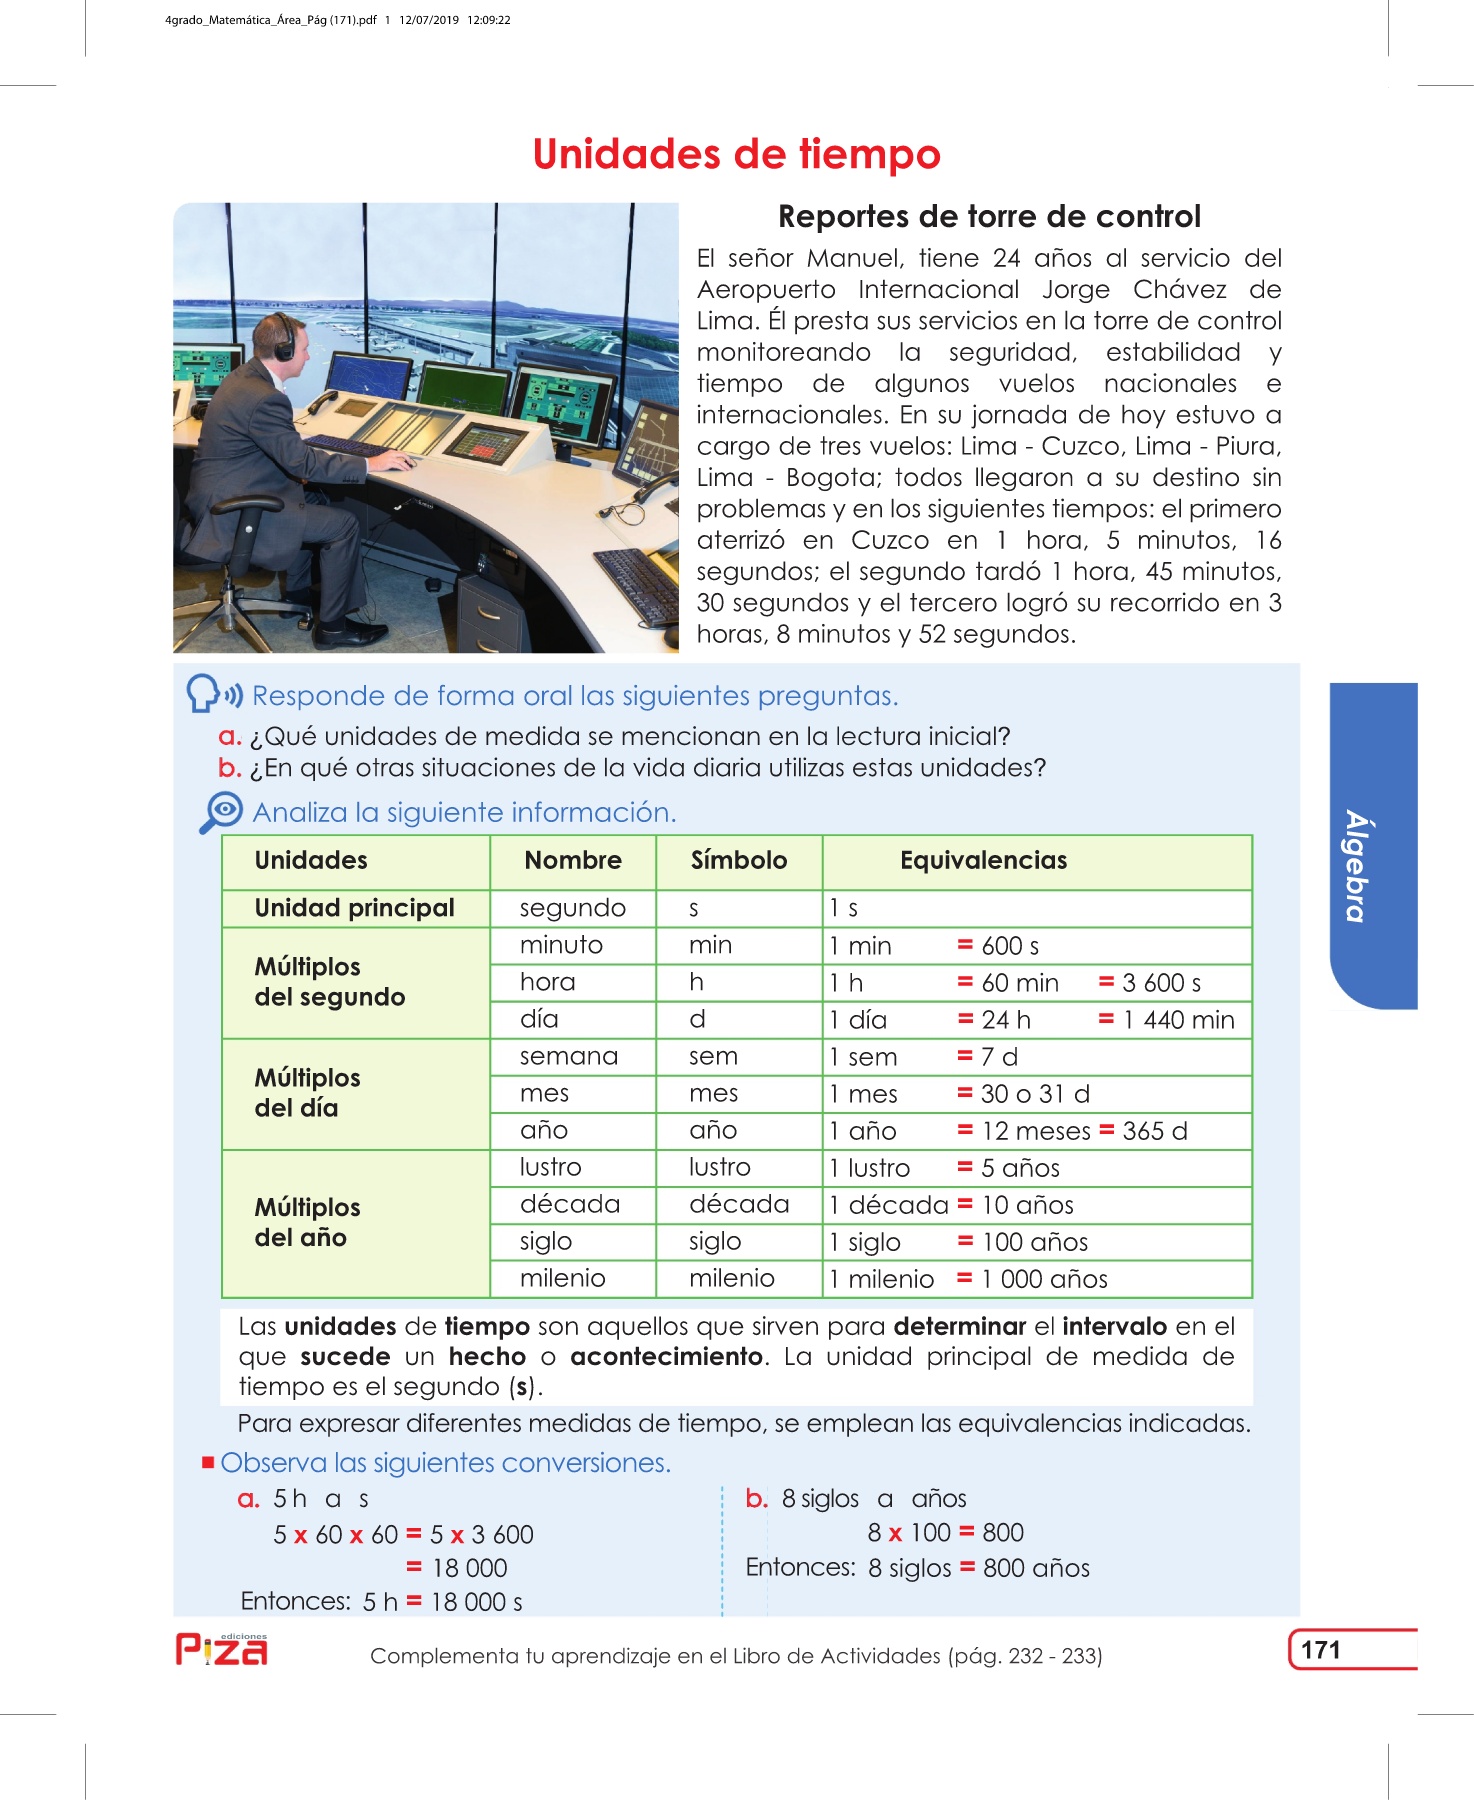 4grado_Matemática_Área_Pág (171).pdf 1 12/07/2019 12:09:22
Unidades de tiempo
Reportes de torre de control
El señor Manuel, tiene 24 años al servicio del
Aeropuerto Internacional Jorge Chávez de
Lima. Él presta sus servicios en la torre de control
monitoreando la seguridad, estabilidad y
tiempo de algunos vuelos nacionales e
internacionales. En su jornada de hoy estuvo a
cargo de tres vuelos: Lima - Cuzco, Lima - Piura,
Lima - Bogota; todos llegaron a su destino sin
problemas y en los siguientes tiempos: el primero
aterrizó en Cuzco en 1 hora, 5 minutos, 16
segundos; el segundo tardó 1 hora, 45 minutos,
30 segundos y el tercero logró su recorrido en 3
horas, 8 minutos y 52 segundos.
Responde de forma oral las siguientes preguntas.
a. ¿Qué unidades de medida se mencionan en la lectura inicial?
b. ¿En qué otras situaciones de la vida diaria utilizas estas unidades?
Analiza la siguiente información.
Unidades Nombre Símbolo Equivalencias
Unidad principal segundo s 1 s
Múltiplos
del segundo
minuto min 1 min = 600 s
hora h 1 h = 60 min = 3 600 s
día d 1 día = 24 h = 1 440 min
Múltiplos
del día
semana sem 1 sem = 7 d
mes mes 1 mes = 30 o 31 d
año año 1 año = 12 meses = 365 d
Múltiplos
del año
lustro lustro 1 lustro = 5 años
década década 1 década = 10 años
siglo siglo 1 siglo = 100 años
milenio milenio 1 milenio = 1 000 años
Las unidades de tiempo son aquellos que sirven para determinar el intervalo en el
que sucede un hecho o acontecimiento. La unidad principal de medida de
tiempo es el segundo (s).
Para expresar diferentes medidas de tiempo, se emplean las equivalencias indicadas.
Observa las siguientes conversiones.
a. 5 h a s
5 x 60 x 60 = 5 x 3 600
= 18 000
Entonces: 5 h = 18 000 s
b. 8 siglos a años
8 x 100 = 800
Entonces: 8 siglos = 800 años
Álgebra
ediciones
Piza
Complementa tu aprendizaje en el Libro de Actividades (pág. 232 - 233)
171